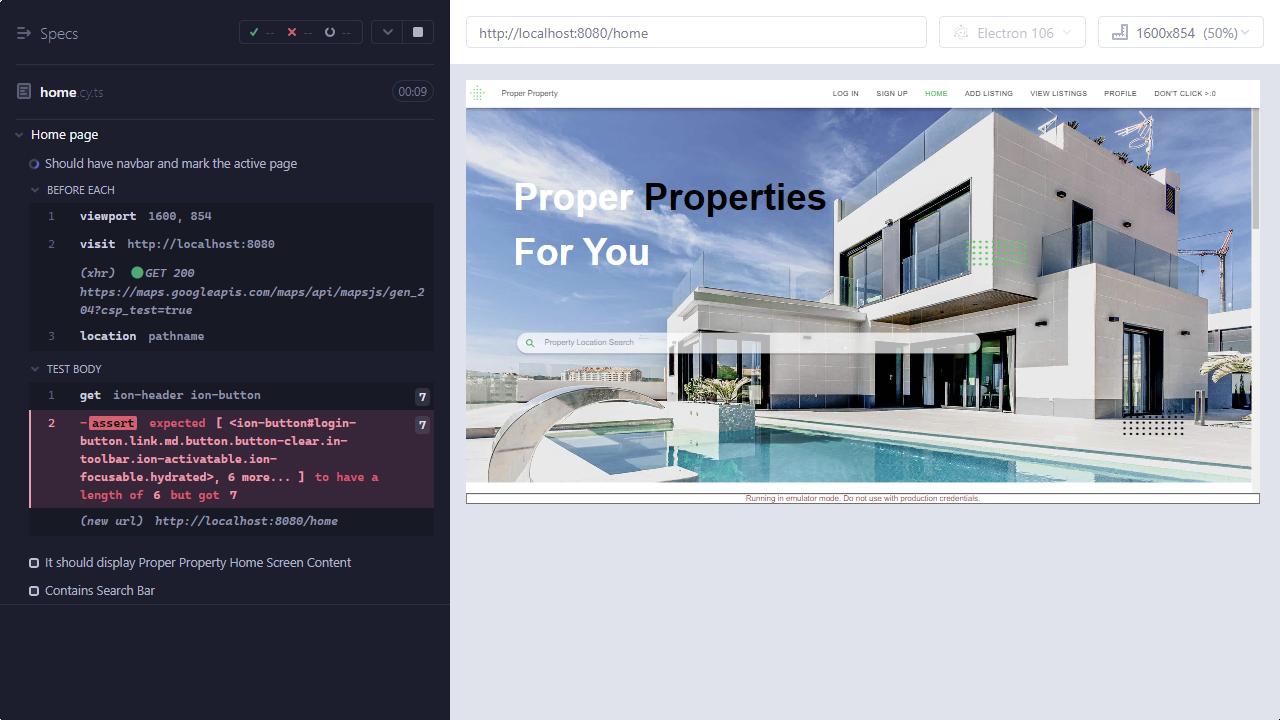 Specs
-- -- --
home.cy.ts
00:09
Home page
Should have navbar and mark the active page
BEFORE EACH
1 viewport 1600, 854
2 visit http://localhost:8080
(xhr) GET 200
https://maps.googleapis.com/maps/api/mapsjs/gen_2
04?csp_test=true
3 location pathname
TEST BODY
1 get ion-header ion-button 7
2 -assert expected [ <ion-button#login- 7
button.link.md.button.button-clear.in-
toolbar.ion-activatable.ion-
focusable.hydrated>, 6 more... ] to have a
length of 6 but got 7
(new url) http://localhost:8080/home
It should display Proper Property Home Screen Content
Contains Search Bar
http://localhost:8080/home
Electron 106
1600x854 (50%)
Proper Property
LOG IN SIGN UP HOME ADD LISTING VIEW LISTINGS PROFILE DON'T CLICK >:0
Proper Properties
For You
Property Location Search
Running in emulator mode. Do not use with production credentials.